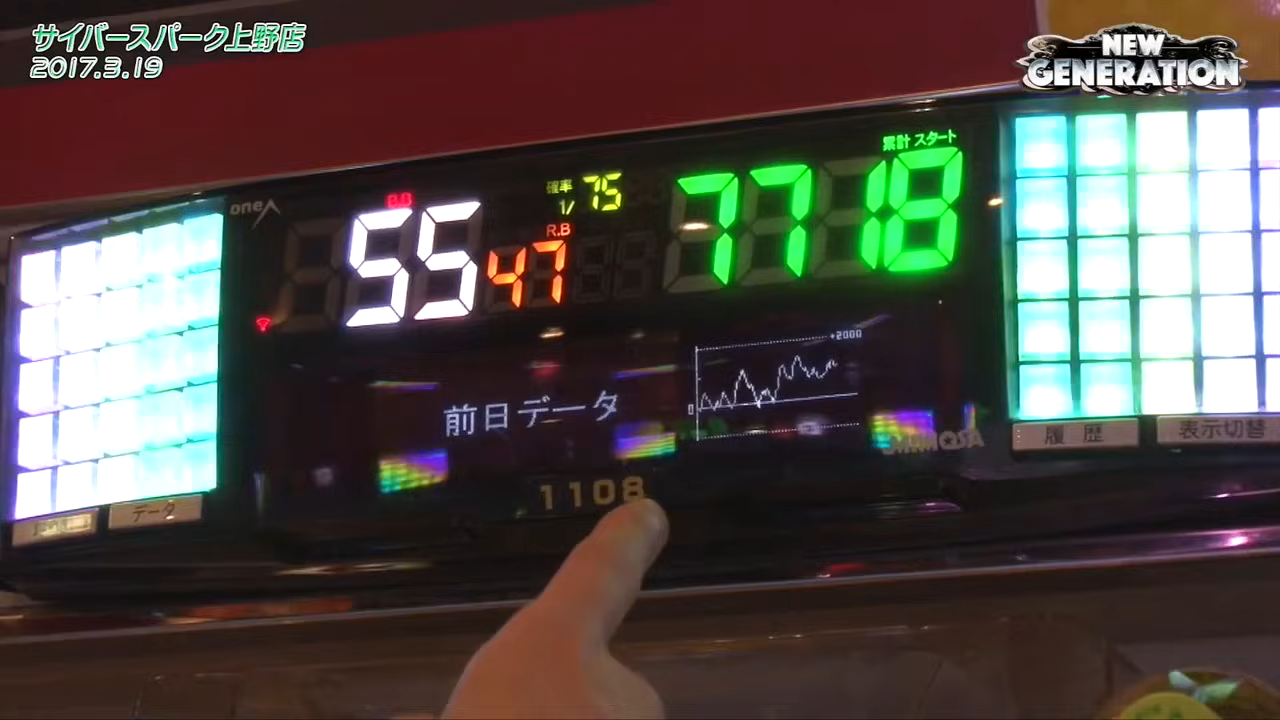 サイバースパーク上野店
2017.3.19
NEW
GENERATION
oneA
B.B
55
確率
1/ 75
R.B
47
累計 スタート
7718
+2000
0
前日データ
MIMOSA
1108
データ
履歴
表示切替